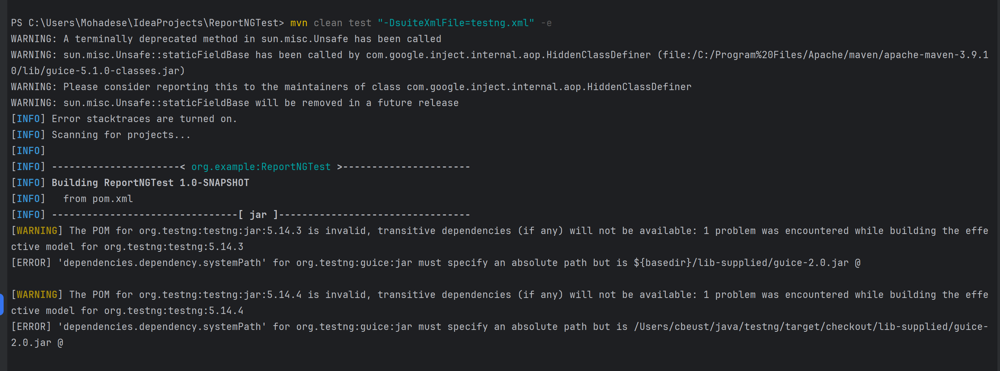 PS C:\Users\Mohadese\IdeaProjects\ReportNGTest> mvn clean test "-DsuiteXmlFile=testng.xml" -e
WARNING: A terminally deprecated method in sun.misc.Unsafe has been called
WARNING: sun.misc.Unsafe::staticFieldBase has been called by com.google.inject.internal.aop.HiddenClassDefiner (file:/C:/Program%20Files/Apache/maven/apache-maven-3.9.1
0/lib/guice-5.1.0-classes.jar)
WARNING: Please consider reporting this to the maintainers of class com.google.inject.internal.aop.HiddenClassDefiner
WARNING: sun.misc.Unsafe::staticFieldBase will be removed in a future release
[INFO] Error stacktraces are turned on.
[INFO] Scanning for projects...
[INFO]
[INFO] ----------------------< org.example:ReportNGTest >----------------------
[INFO] Building ReportNGTest 1.0-SNAPSHOT
[INFO]   from pom.xml
[INFO] --------------------------------[ jar ]---------------------------------
[WARNING] The POM for org.testng:testng:jar:5.14.3 is invalid, transitive dependencies (if any) will not be available: 1 problem was encountered while building the effe
ctive model for org.testng:testng:5.14.3
[ERROR] 'dependencies.dependency.systemPath' for org.testng:guice:jar must specify an absolute path but is ${basedir}/lib-supplied/guice-2.0.jar @
[WARNING] The POM for org.testng:testng:jar:5.14.4 is invalid, transitive dependencies (if any) will not be available: 1 problem was encountered while building the effe
ctive model for org.testng:testng:5.14.4
[ERROR] 'dependencies.dependency.systemPath' for org.testng:guice:jar must specify an absolute path but is /Users/cbeust/java/testng/target/checkout/lib-supplied/guice-
2.0.jar @